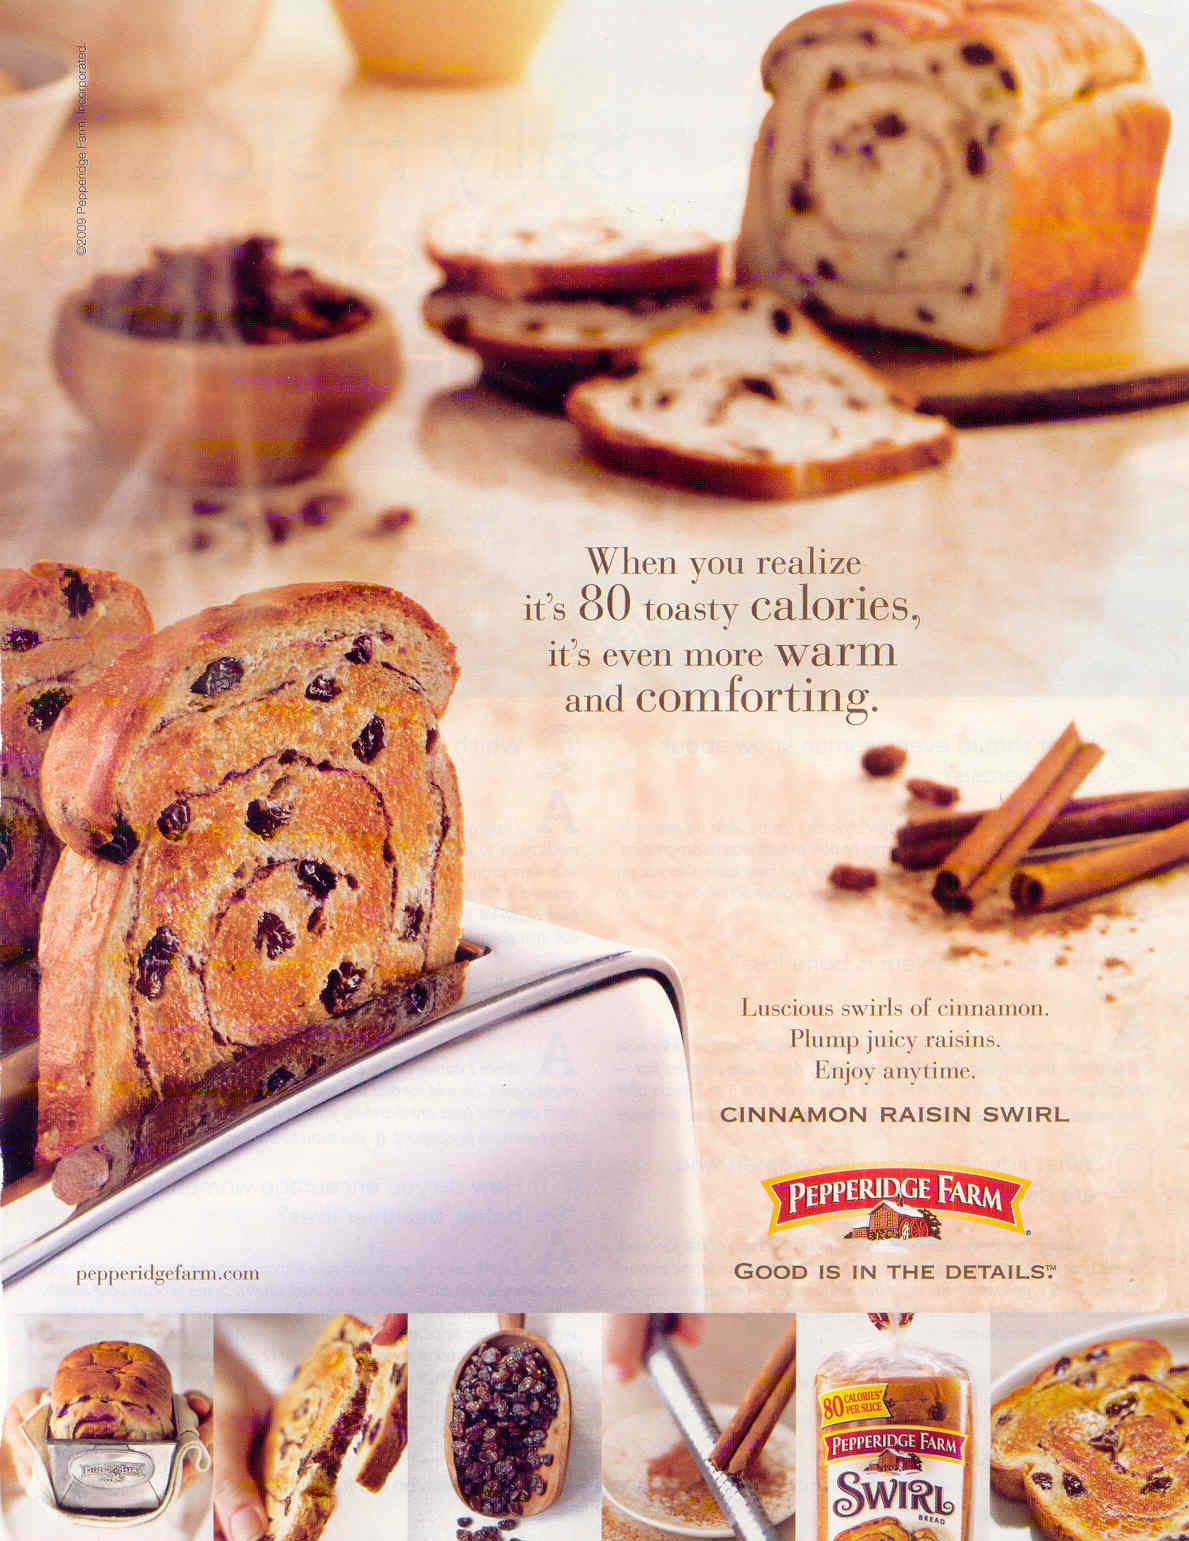 ©2009 Pepperidge Farm, Incorporated.
When you realize
it's 80 toasty calories,
it's even more warm
and comforting.
Luscious swirls of cinnamon.
Plump juicy raisins.
Enjoy anytime.
CINNAMON RAISIN SWIRL
PEPPERIDGE FARM®
GOOD IS IN THE DETAILS.™
pepperidgefarm.com
80 CALORIES*
PER SLICE
PEPPERIDGE FARM
SWIRL
BREAD